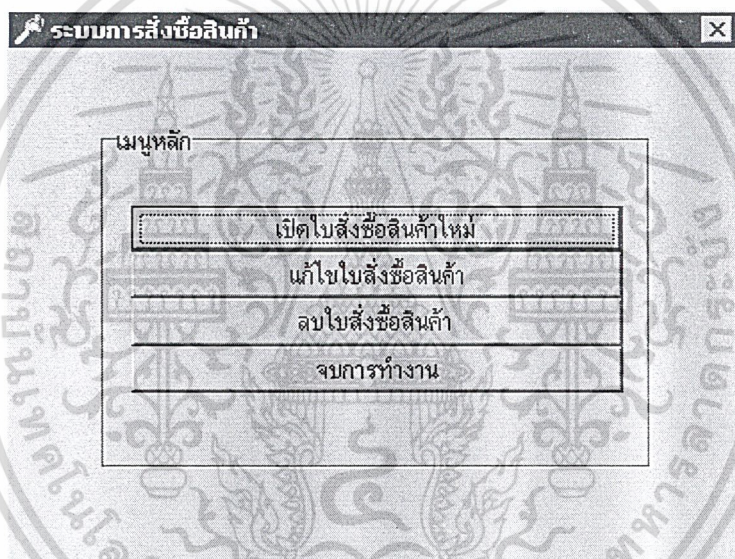 ระบบการสั่งซื้อสินค้า
เมนูหลัก
เปิดใบสั่งซื้อสินค้าใหม่
แก้ไขใบสั่งซื้อสินค้า
ลบใบสั่งซื้อสินค้า
จบการทำงาน